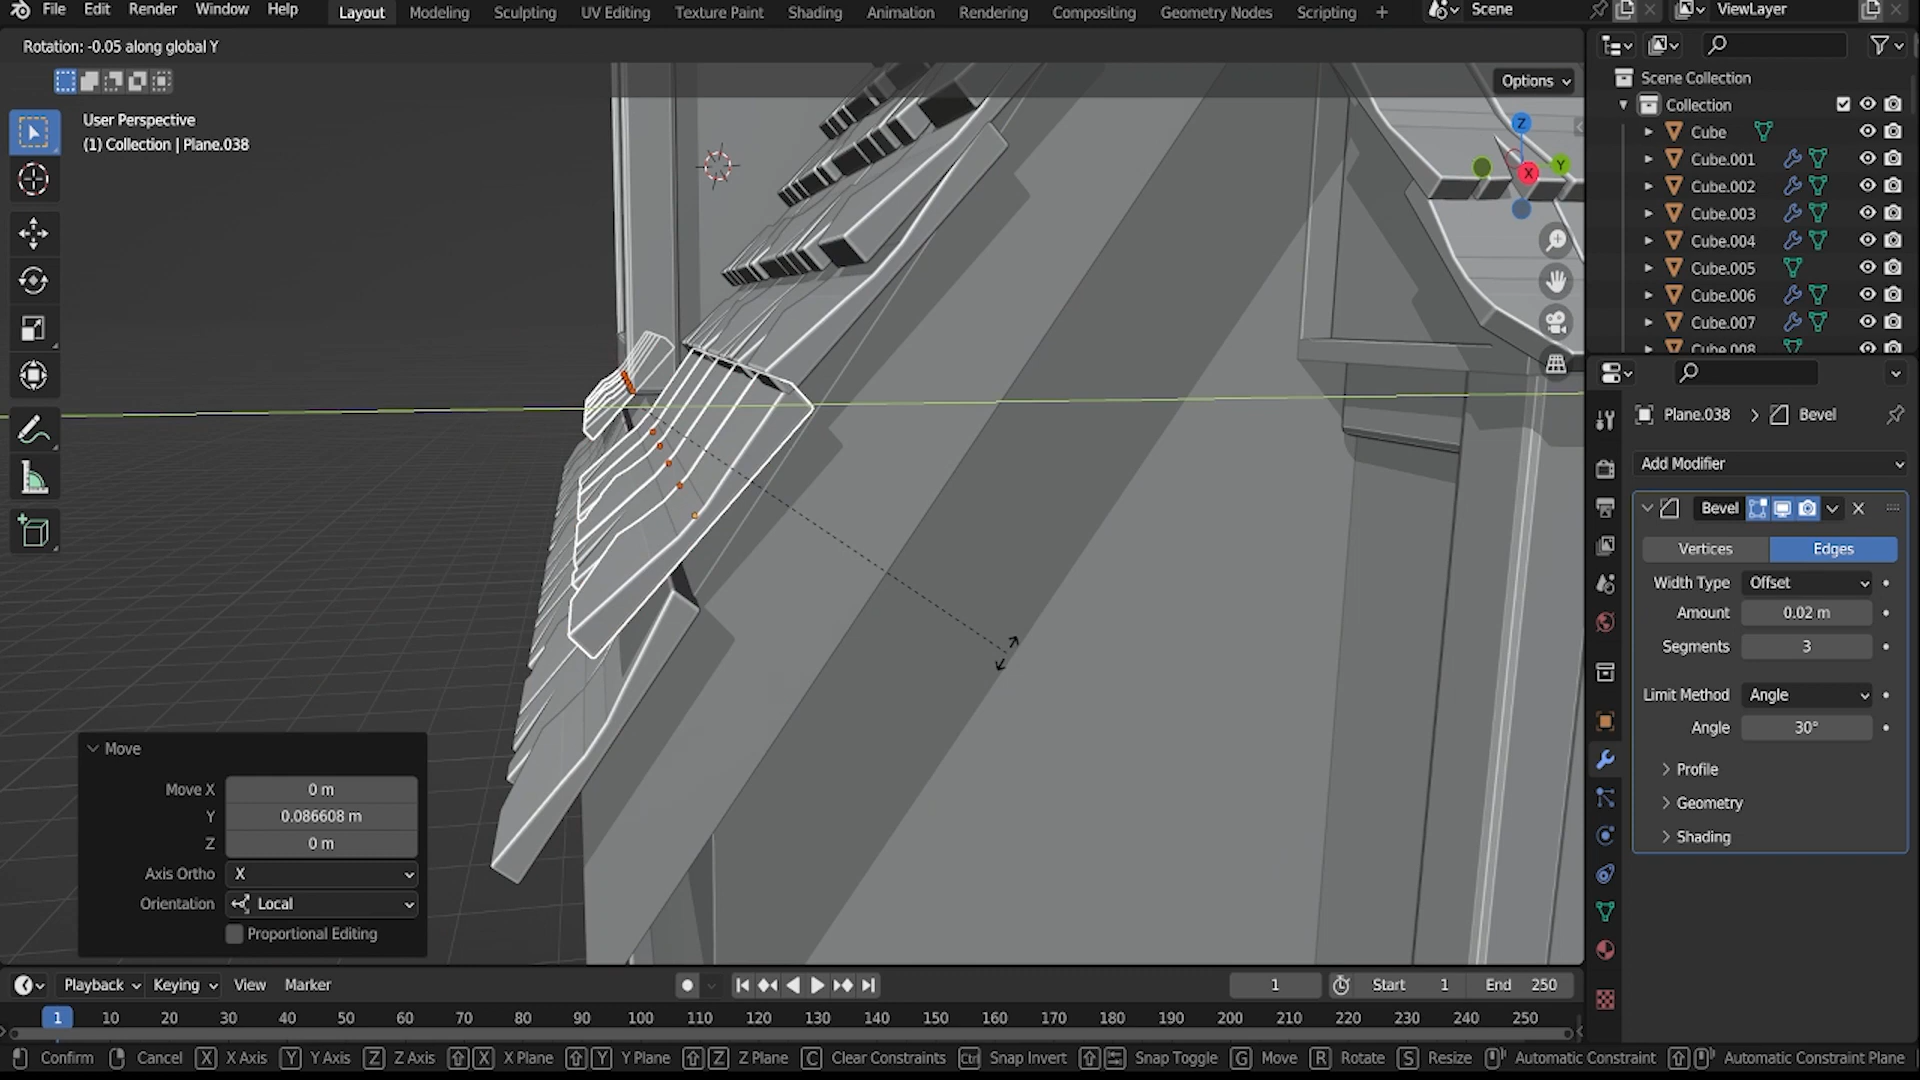 File Edit Render Window Help Layout Modeling Sculpting UV Editing Texture Paint Shading Animation Rendering Compositing Geometry Nodes Scripting + Scene ViewLayer
Rotation: -0.05 along global Y
Options
User Perspective
(1) Collection | Plane.038
Z
Y
X
Scene Collection
Collection
Cube
Cube.001
Cube.002
Cube.003
Cube.004
Cube.005
Cube.006
Cube.007
Cube.008
Plane.038 > Bevel
Add Modifier
Bevel
Vertices Edges
Width Type Offset
Amount 0.02 m
Segments 3
Limit Method Angle
Angle 30°
Profile
Geometry
Shading
Move
Move X 0 m
Y 0.086608 m
Z 0 m
Axis Ortho X
Orientation Local
Proportional Editing
Playback Keying View Marker 1 Start 1 End 250
1 10 20 30 40 50 60 70 80 90 100 110 120 130 140 150 160 170 180 190 200 210 220 230 240 250
Confirm Cancel X X Axis Y Y Axis Z Z Axis X X Plane Y Y Plane Z Z Plane C Clear Constraints Ctrl Snap Invert Snap Toggle G Move R Rotate S Resize Automatic Constraint Automatic Constraint Plane